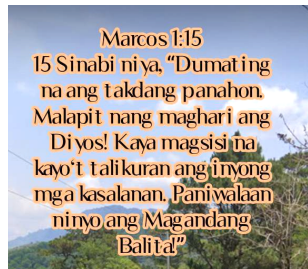 Marcos 1:15
15 Sinabi niya, "Dumating
na ang takdang panahon.
Malapit nang maghari ang
Diyos! Kaya magsisi na
kayo't talikuran ang inyong
mga kasalanan. Paniwalaan
ninyo ang Magandang
Balita!"